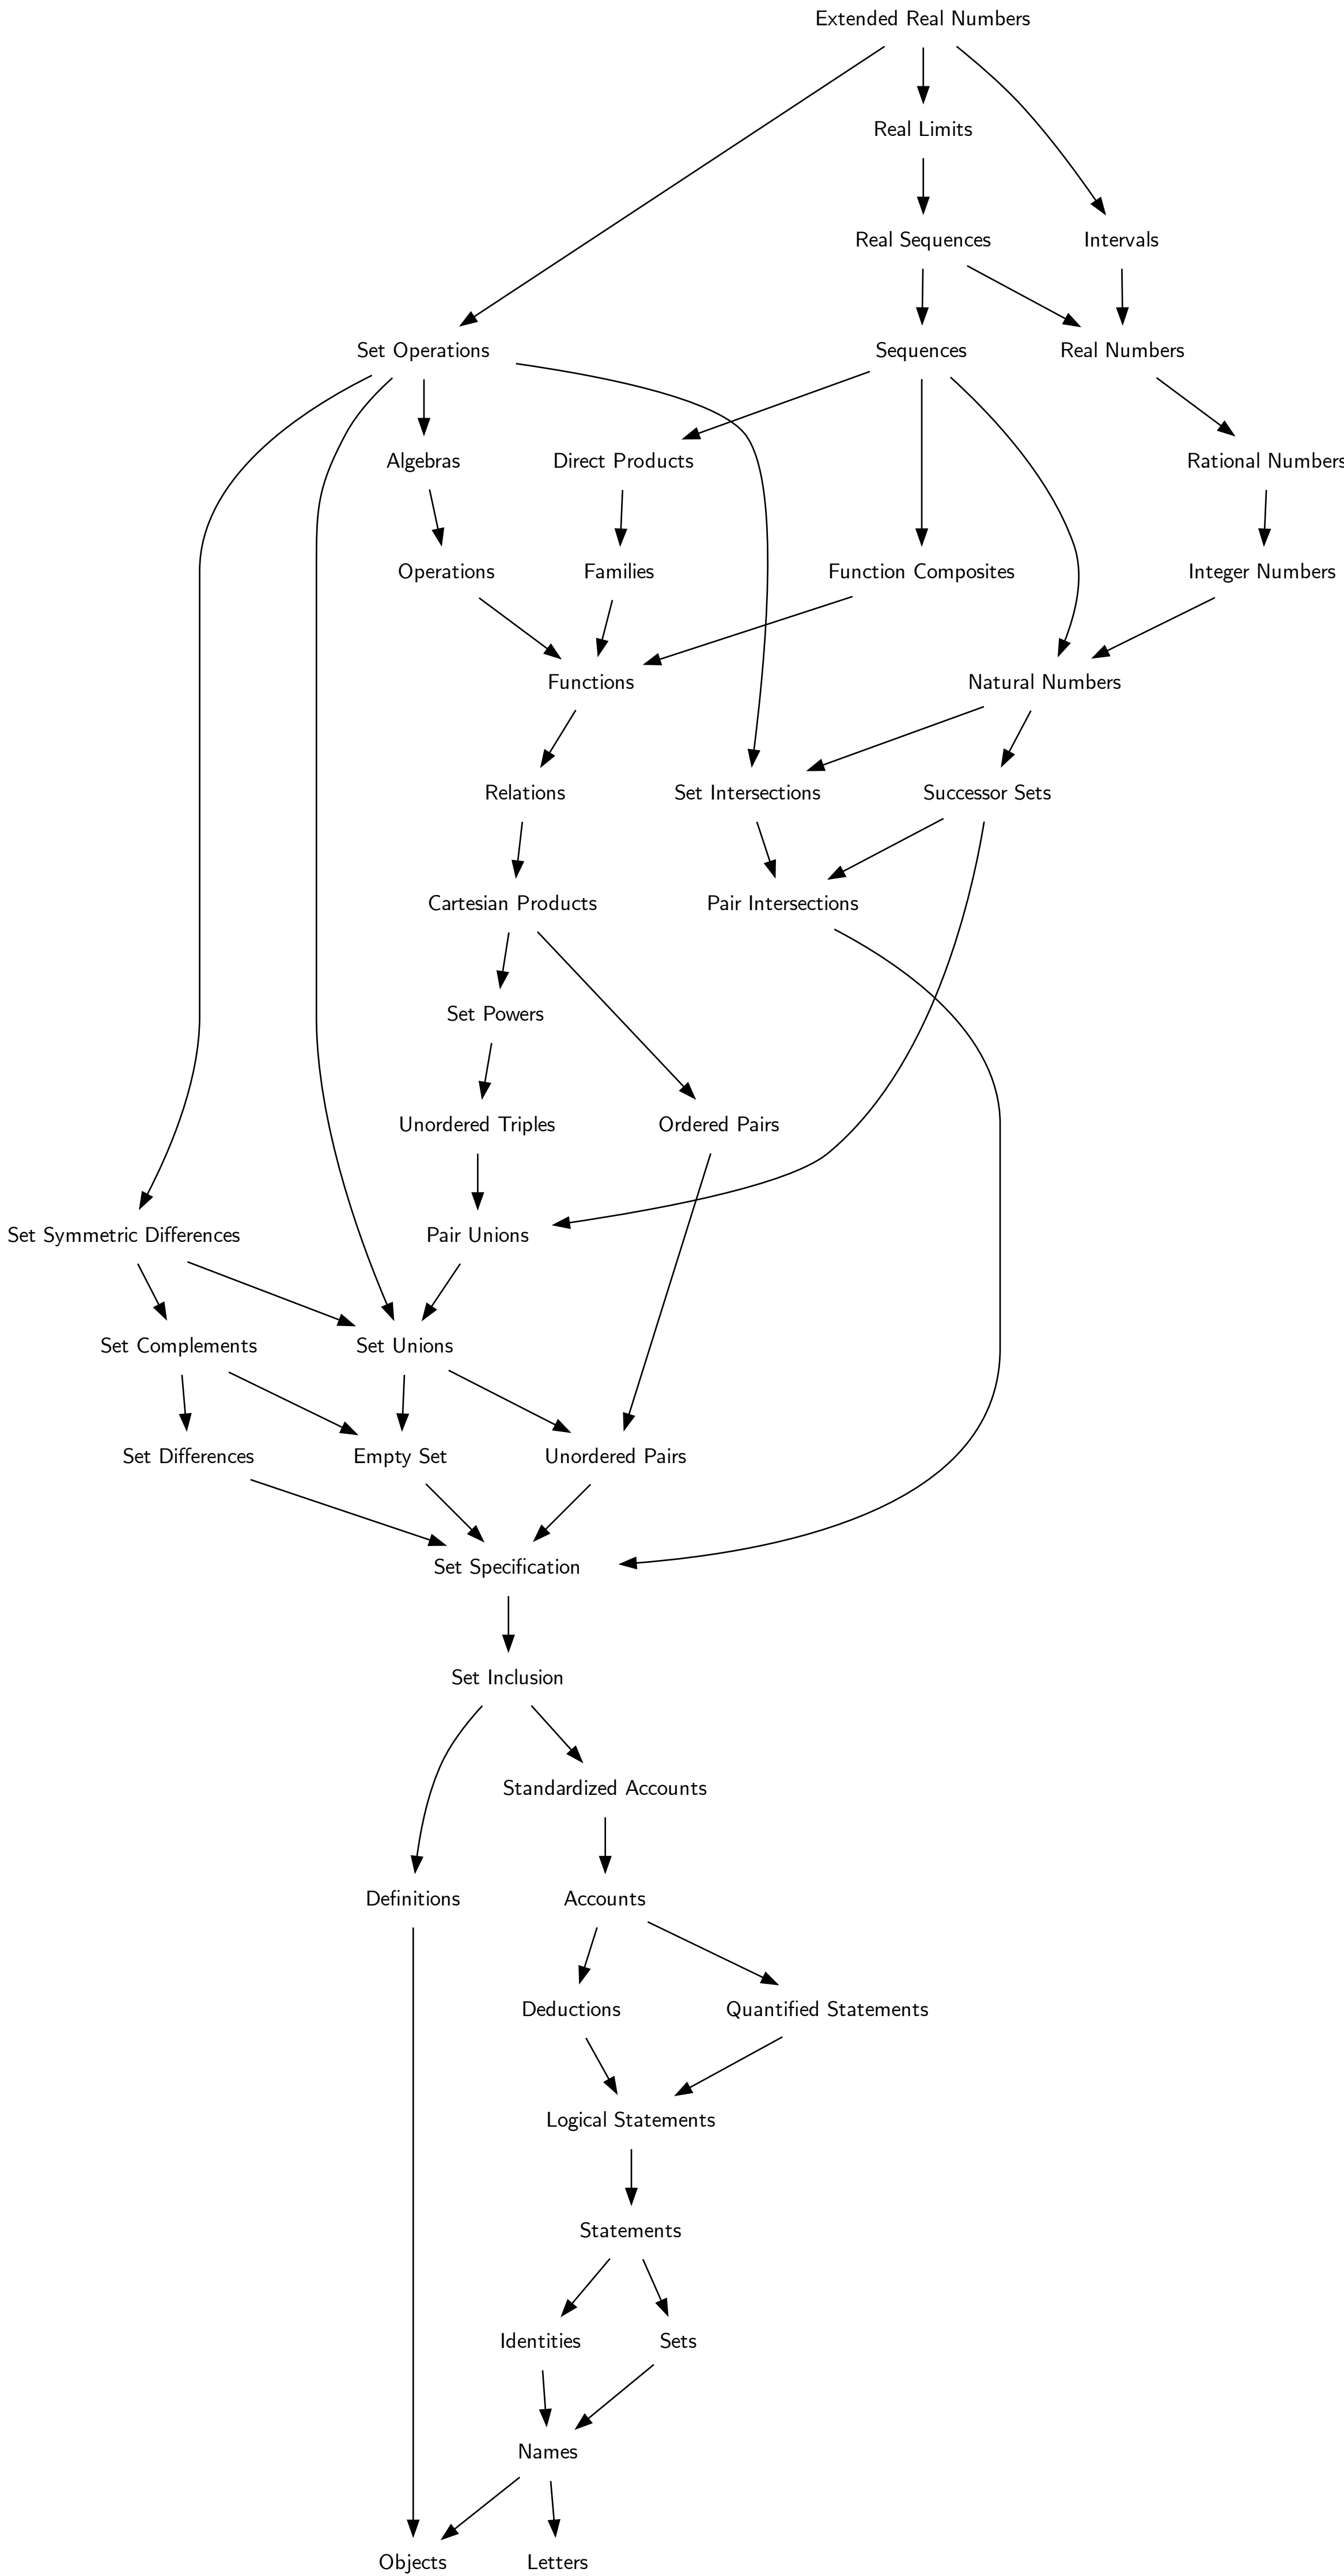 Extended Real Numbers
Real Limits
Real Sequences
Intervals
Set Operations
Sequences
Real Numbers
Algebras
Direct Products
Rational Numbers
Operations
Families
Function Composites
Integer Numbers
Functions
Natural Numbers
Relations
Set Intersections
Successor Sets
Cartesian Products
Pair Intersections
Set Powers
Unordered Triples
Ordered Pairs
Set Symmetric Differences
Pair Unions
Set Complements
Set Unions
Set Differences
Empty Set
Unordered Pairs
Set Specification
Set Inclusion
Standardized Accounts
Definitions
Accounts
Deductions
Quantified Statements
Logical Statements
Statements
Identities
Sets
Names
Objects
Letters